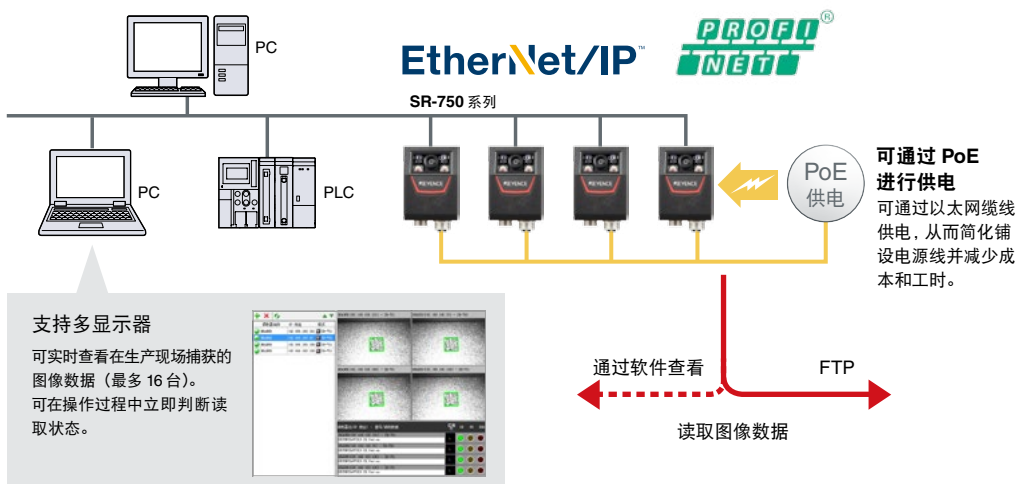 PC
EtherNet/IP™
PROFI®
NET
SR-750 系列
PC
PLC
KEYENCE
KEYENCE
KEYENCE
KEYENCE
PoE
供电
可通过 PoE
进行供电
可通过以太网缆线
供电，从而简化铺
设电源线并减少成
本和工时。
支持多显示器
可实时查看在生产现场捕获的
图像数据（最多 16 台）。
可在操作过程中立即判断读
取状态。
通过软件查看
FTP
读取图像数据